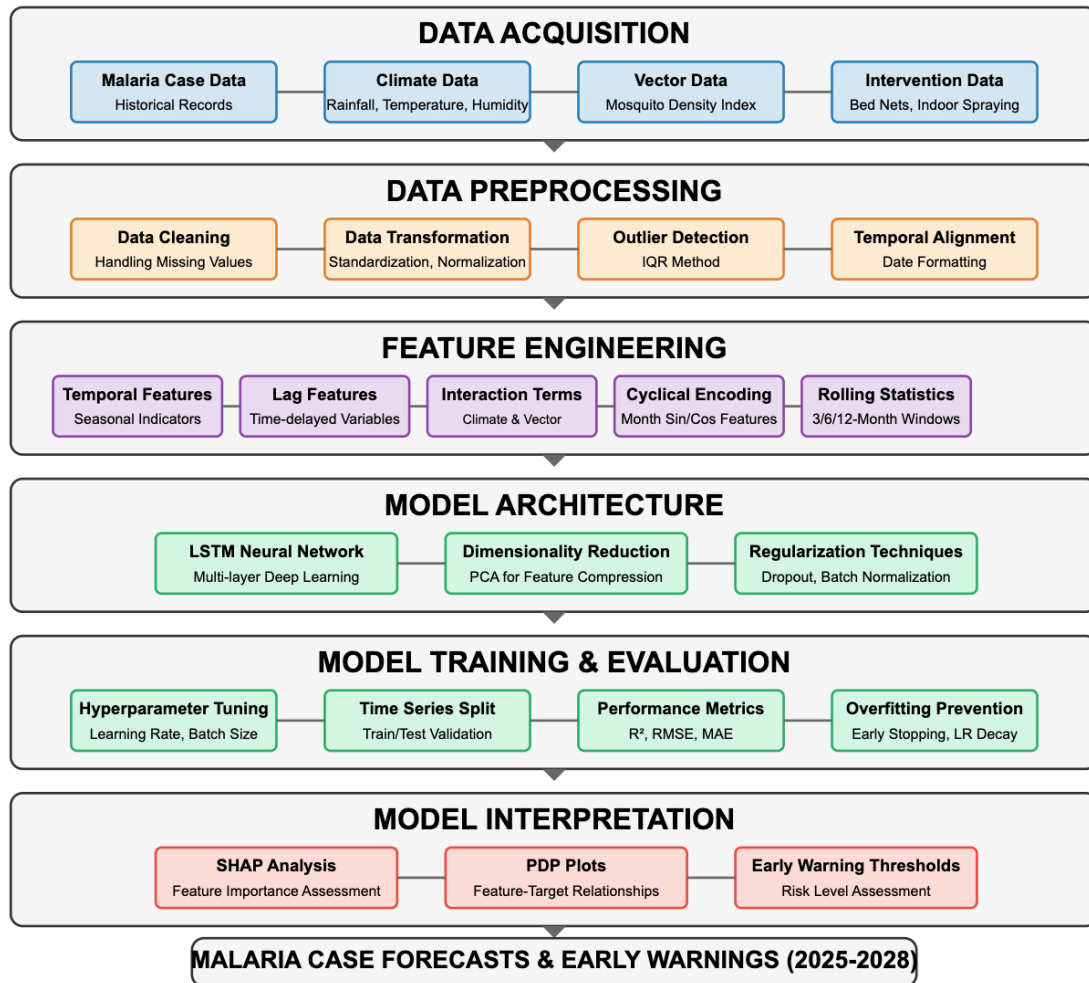 DATA ACQUISITION
Malaria Case Data
Historical Records
Climate Data
Rainfall, Temperature, Humidity
Vector Data
Mosquito Density Index
Intervention Data
Bed Nets, Indoor Spraying
DATA PREPROCESSING
Data Cleaning
Handling Missing Values
Data Transformation
Standardization, Normalization
Outlier Detection
IQR Method
Temporal Alignment
Date Formatting
FEATURE ENGINEERING
Temporal Features
Seasonal Indicators
Lag Features
Time-delayed Variables
Interaction Terms
Climate & Vector
Cyclical Encoding
Month Sin/Cos Features
Rolling Statistics
3/6/12-Month Windows
MODEL ARCHITECTURE
LSTM Neural Network
Multi-layer Deep Learning
Dimensionality Reduction
PCA for Feature Compression
Regularization Techniques
Dropout, Batch Normalization
MODEL TRAINING & EVALUATION
Hyperparameter Tuning
Learning Rate, Batch Size
Time Series Split
Train/Test Validation
Performance Metrics
R², RMSE, MAE
Overfitting Prevention
Early Stopping, LR Decay
MODEL INTERPRETATION
SHAP Analysis
Feature Importance Assessment
PDP Plots
Feature-Target Relationships
Early Warning Thresholds
Risk Level Assessment
MALARIA CASE FORECASTS & EARLY WARNINGS (2025-2028)